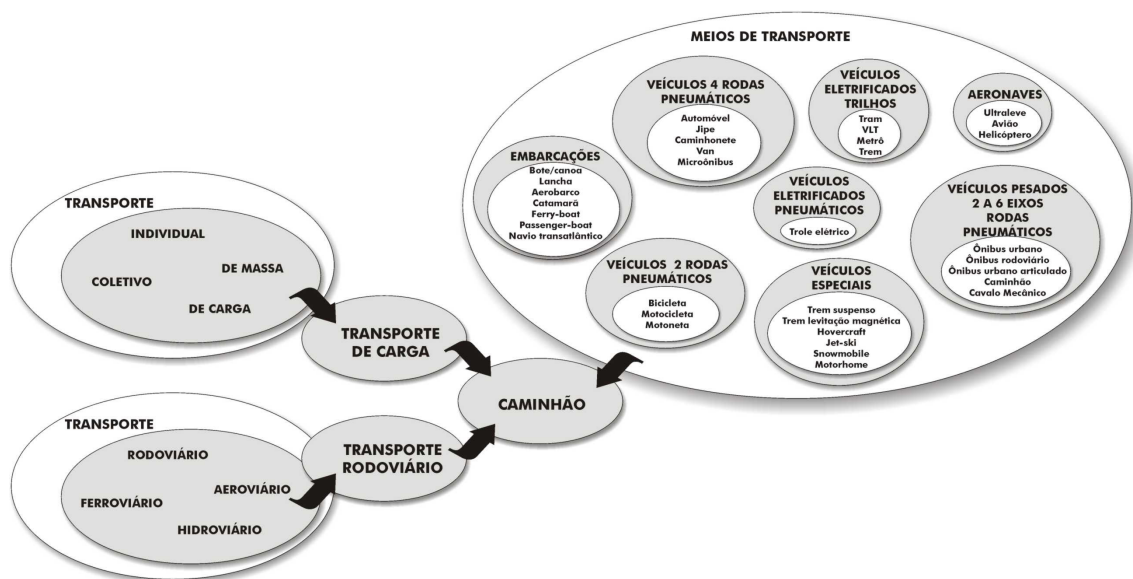 MEIOS DE TRANSPORTE
VEÍCULOS 4 RODAS
PNEUMÁTICOS
Automóvel
Jipe
Caminhonete
Van
Microônibus
VEÍCULOS
ELETRIFICADOS
TRILHOS
Tram
VLT
Metrô
Trem
AERONAVES
Ultraleve
Avião
Helicóptero
EMBARCAÇÕES
Bote/canoa
Lancha
Aerobarco
Catamarã
Ferry-boat
Passenger-boat
Navio transatlântico
VEÍCULOS
ELETRIFICADOS
PNEUMÁTICOS
Trole elétrico
VEÍCULOS PESADOS
2 A 6 EIXOS
RODAS
PNEUMÁTICOS
Ônibus urbano
Ônibus rodoviário
Ônibus urbano articulado
Caminhão
Cavalo Mecânico
VEÍCULOS 2 RODAS
PNEUMÁTICOS
Bicicleta
Motocicleta
Motoneta
VEÍCULOS
ESPECIAIS
Trem suspenso
Trem levitação magnética
Hovercraft
Jet-ski
Snowmobile
Motorhome
TRANSPORTE
INDIVIDUAL
COLETIVO
DE MASSA
DE CARGA
TRANSPORTE
DE CARGA
CAMINHÃO
TRANSPORTE
RODOVIÁRIO
FERROVIÁRIO
AEROVIÁRIO
HIDROVIÁRIO
TRANSPORTE
RODOVIÁRIO